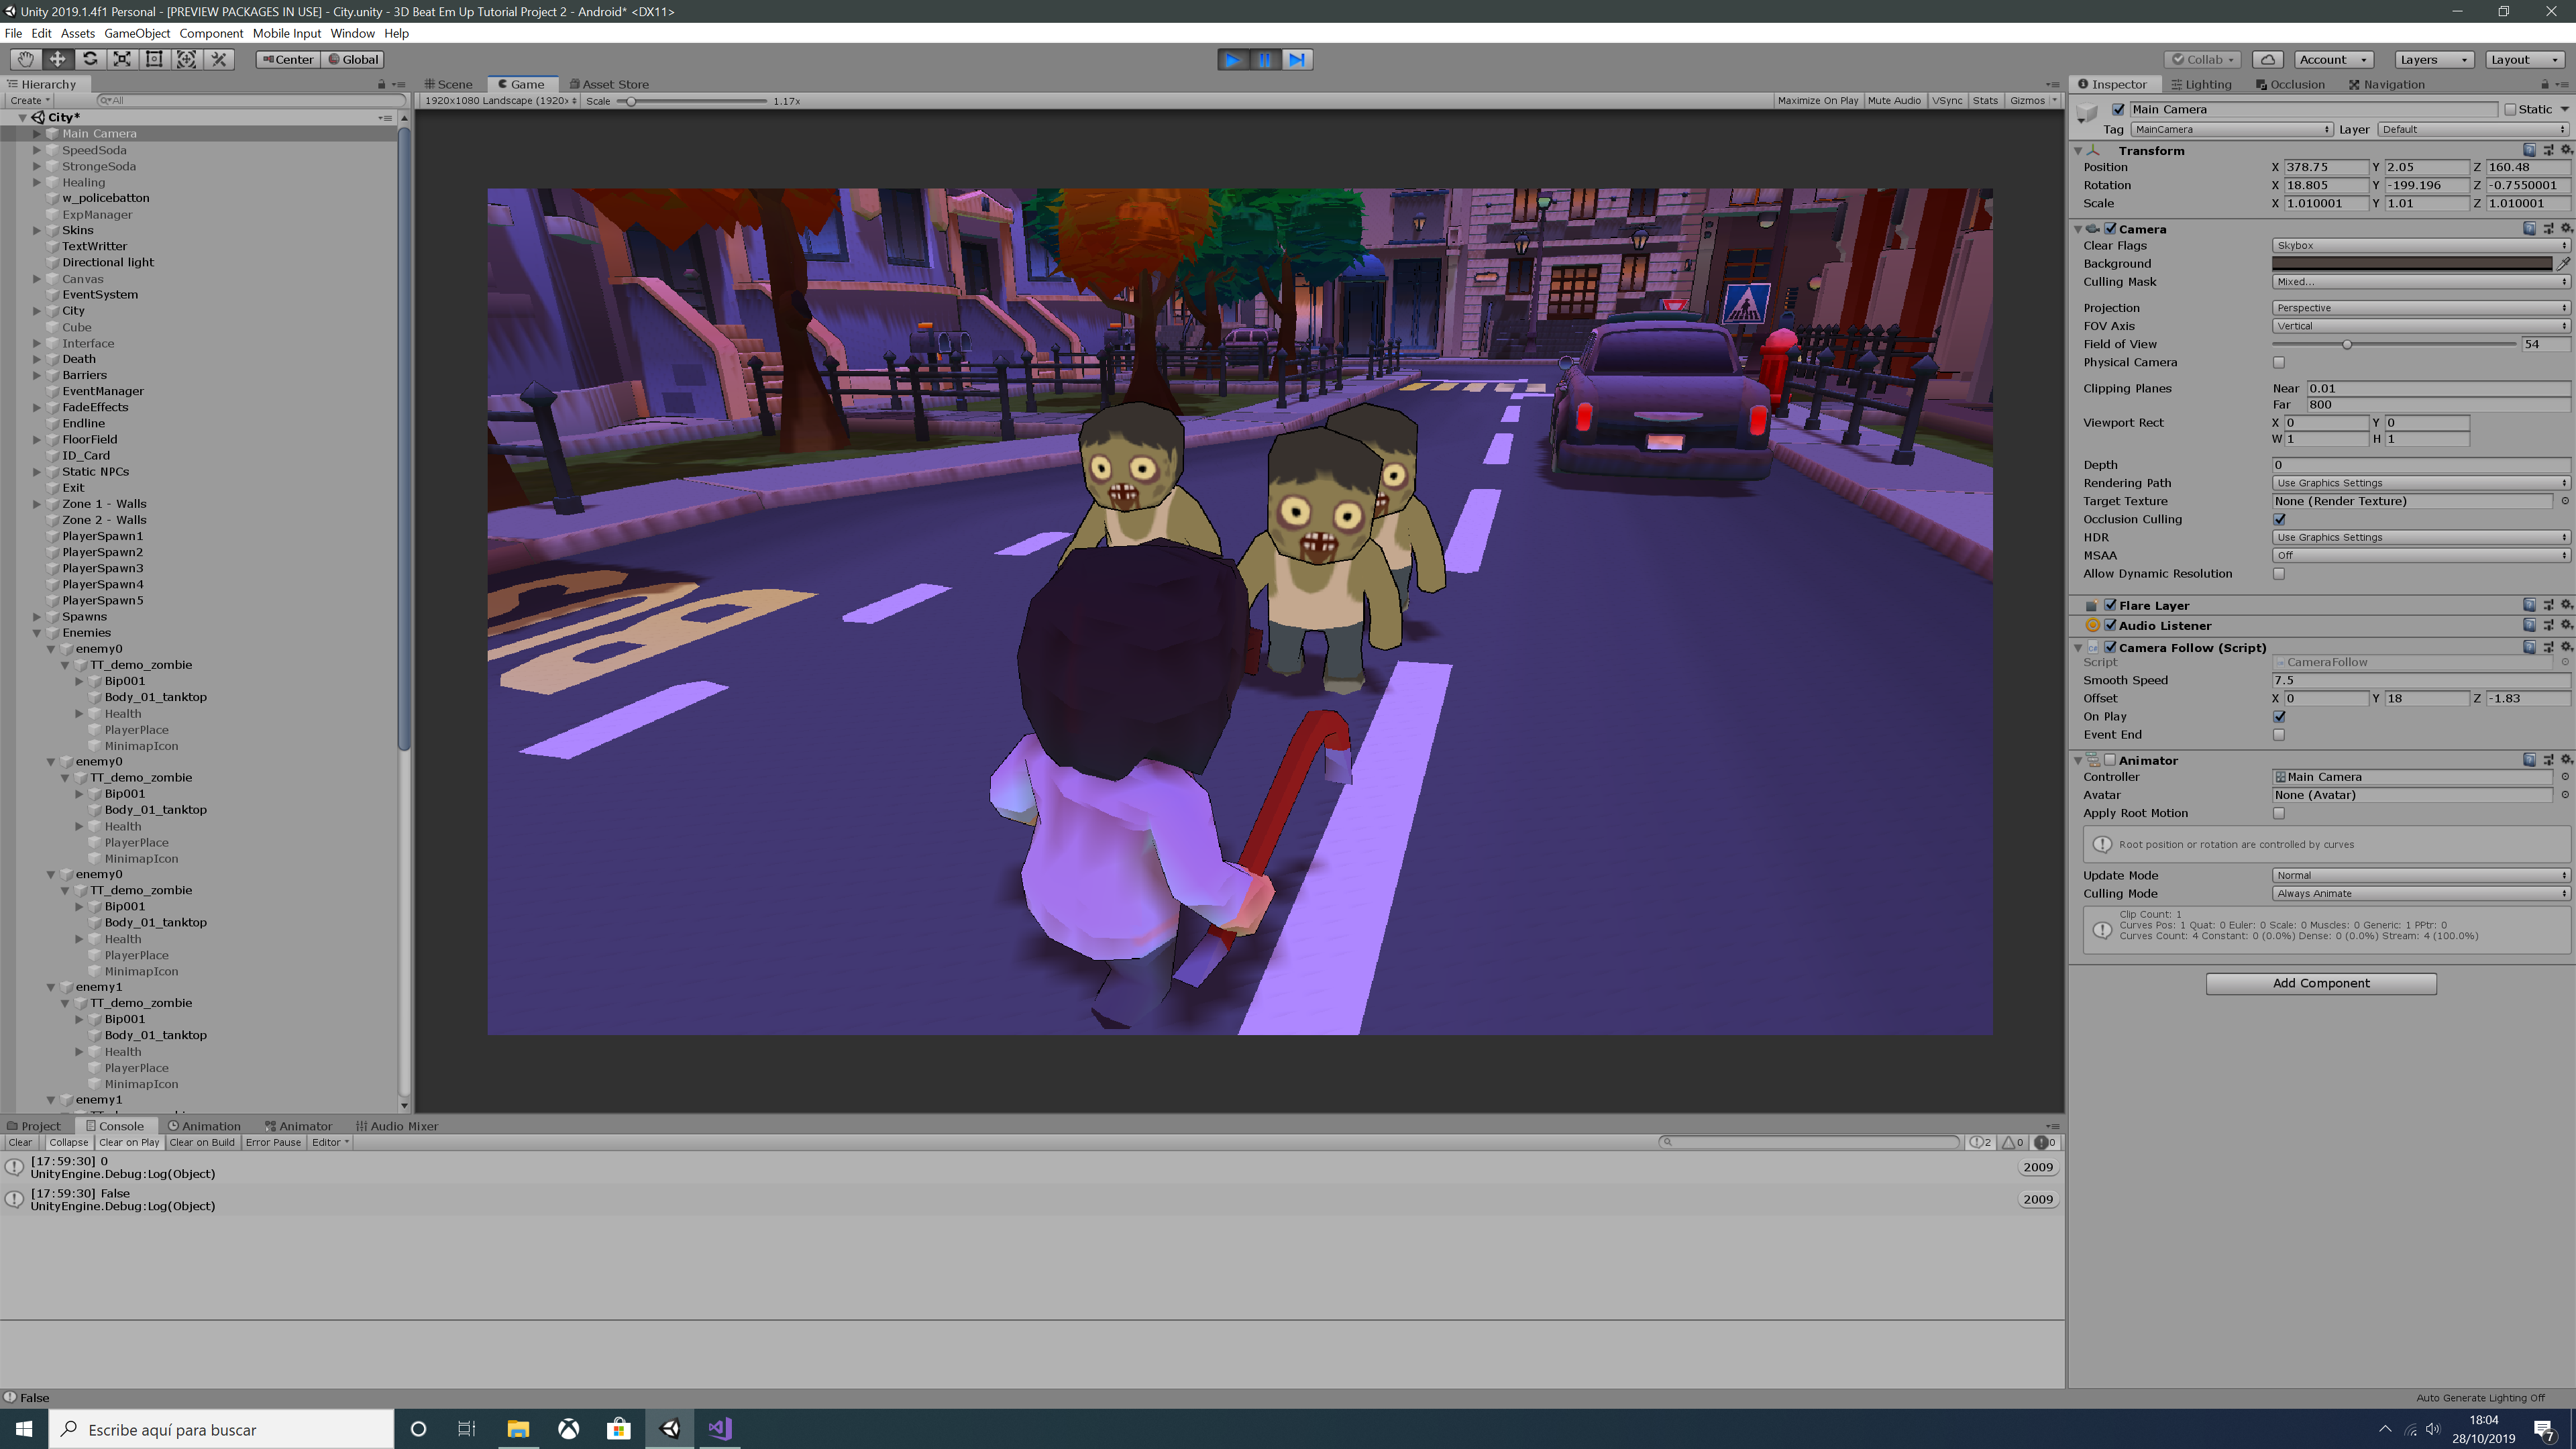 Unity 2019.1.4f1 Personal - [PREVIEW PACKAGES IN USE] - City.unity - 3D Beat Em Up Tutorial Project 2 - Android* <DX11>
File Edit Assets GameObject Component Mobile Input Window Help
Center Global Collab Account Layers Layout
Hierarchy
Create All
City*
Main Camera
SpeedSoda
StrongeSoda
Healing
w_policebatton
ExpManager
Skins
TextWritter
Directional light
Canvas
EventSystem
City
Cube
Interface
Death
Barriers
EventManager
FadeEffects
Endline
FloorField
ID_Card
Static NPCs
Exit
Zone 1 - Walls
Zone 2 - Walls
PlayerSpawn1
PlayerSpawn2
PlayerSpawn3
PlayerSpawn4
PlayerSpawn5
Spawns
Enemies
enemy0
TT_demo_zombie
Bip001
Body_01_tanktop
Health
PlayerPlace
MinimapIcon
enemy0
TT_demo_zombie
Bip001
Body_01_tanktop
Health
PlayerPlace
MinimapIcon
enemy0
TT_demo_zombie
Bip001
Body_01_tanktop
Health
PlayerPlace
MinimapIcon
enemy1
TT_demo_zombie
Bip001
Body_01_tanktop
Health
PlayerPlace
MinimapIcon
enemy1
Scene Game Asset Store
1920x1080 Landscape (1920x Scale 1.17x Maximize On Play Mute Audio VSync Stats Gizmos
Inspector Lighting Occlusion Navigation
Main Camera Static
Tag MainCamera Layer Default
Transform
Position X 378.75 Y 2.05 Z 160.48
Rotation X 18.805 Y -199.196 Z -0.7550001
Scale X 1.010001 Y 1.01 Z 1.010001
Camera
Clear Flags Skybox
Background
Culling Mask Mixed...
Projection Perspective
FOV Axis Vertical
Field of View 54
Physical Camera
Clipping Planes Near 0.01
Far 800
Viewport Rect X 0 Y 0
W 1 H 1
Depth 0
Rendering Path Use Graphics Settings
Target Texture None (Render Texture)
Occlusion Culling
HDR Use Graphics Settings
MSAA Off
Allow Dynamic Resolution
Flare Layer
Audio Listener
Camera Follow (Script)
Script CameraFollow
Smooth Speed 7.5
Offset X 0 Y 18 Z -1.83
On Play
Event End
Animator
Controller Main Camera
Avatar None (Avatar)
Apply Root Motion
Root position or rotation are controlled by curves
Update Mode Normal
Culling Mode Always Animate
Clip Count: 1
Curves Pos: 1 Quat: 0 Euler: 0 Scale: 0 Muscles: 0 Generic: 1 PPtr: 0
Curves Count: 4 Constant: 0 (0.0%) Dense: 0 (0.0%) Stream: 4 (100.0%)
Add Component
Project Console Animation Animator Audio Mixer
Clear Collapse Clear on Play Clear on Build Error Pause Editor 2 0 0
[17:59:30] 0
UnityEngine.Debug:Log(Object)
2009
[17:59:30] False
UnityEngine.Debug:Log(Object)
2009
False
Auto Generate Lighting Off
Escribe aquí para buscar
18:04
28/10/2019
7